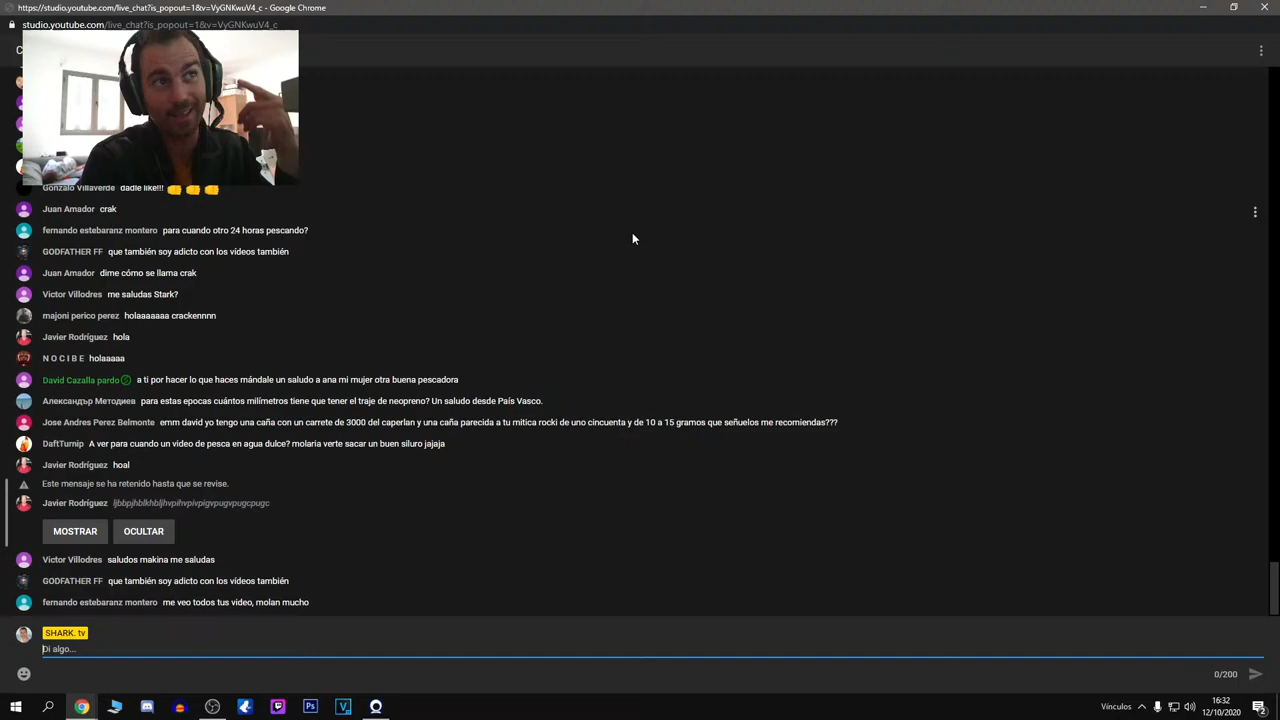 https://studio.youtube.com/live_chat?is_popout=1&v=VyGNKwuV4_c - Google Chrome
studio.youtube.com/live_chat?is_popout=1&v=VyGNKwuV4_c
Gonzalo Villaverde dadle like!!!
Juan Amador crak
fernando estebaranz montero para cuando otro 24 horas pescando?
GODFATHER FF que también soy adicto con los vídeos también
Juan Amador dime cómo se llama crak
Victor Villodres me saludas Stark?
majoni perico perez holaaaaaaa crackennnn
Javier Rodríguez hola
N O C I B E holaaaaa
David Cazalla pardo a ti por hacer lo que haces mándale un saludo a ana mi mujer otra buena pescadora
Александър Методиев para estas epocas cuántos milímetros tiene que tener el traje de neopreno? Un saludo desde País Vasco.
Jose Andres Perez Belmonte emm david yo tengo una caña con un carrete de 3000 del caperlan y una caña parecida a tu mitica rocki de uno cincuenta y de 10 a 15 gramos que señuelos me recomiendas???
DaftTurnip A ver para cuando un video de pesca en agua dulce? molaria verte sacar un buen siluro jajaja
Javier Rodríguez hoal
Este mensaje se ha retenido hasta que se revise.
Javier Rodríguez ljbbpjhblkhbljhvpihvpivpigvpugvpugcpugc
MOSTRAR OCULTAR
Victor Villodres saludos makina me saludas
GODFATHER FF que también soy adicto con los vídeos también
fernando estebaranz montero me veo todos tus video, molan mucho
SHARK. tv
Di algo...
0/200
Vínculos
16:32
12/10/2020
2